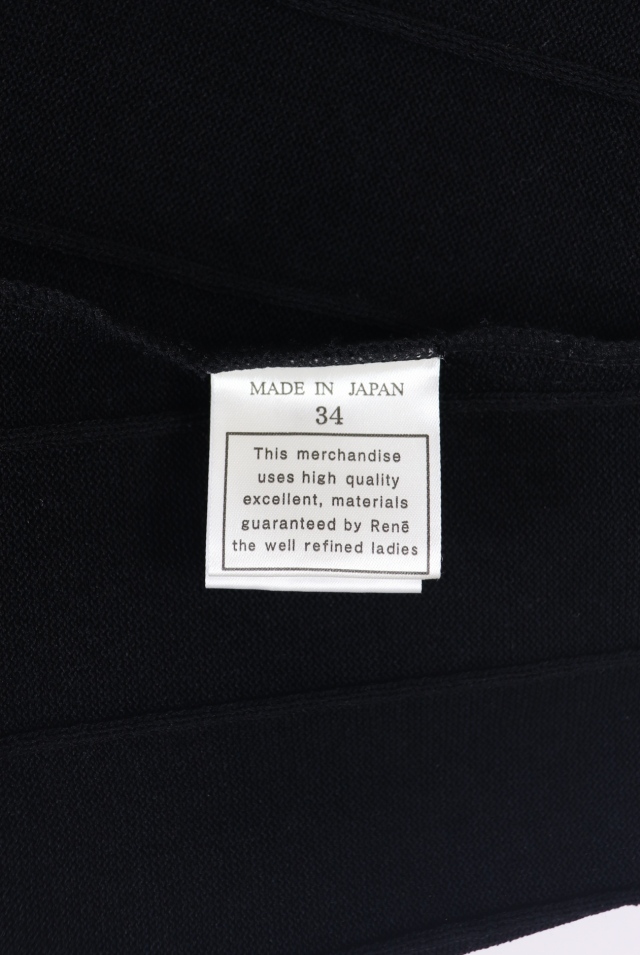 MADE IN JAPAN
34
This merchandise
uses high quality
excellent, materials
guaranteed by Renē
the well refined ladies